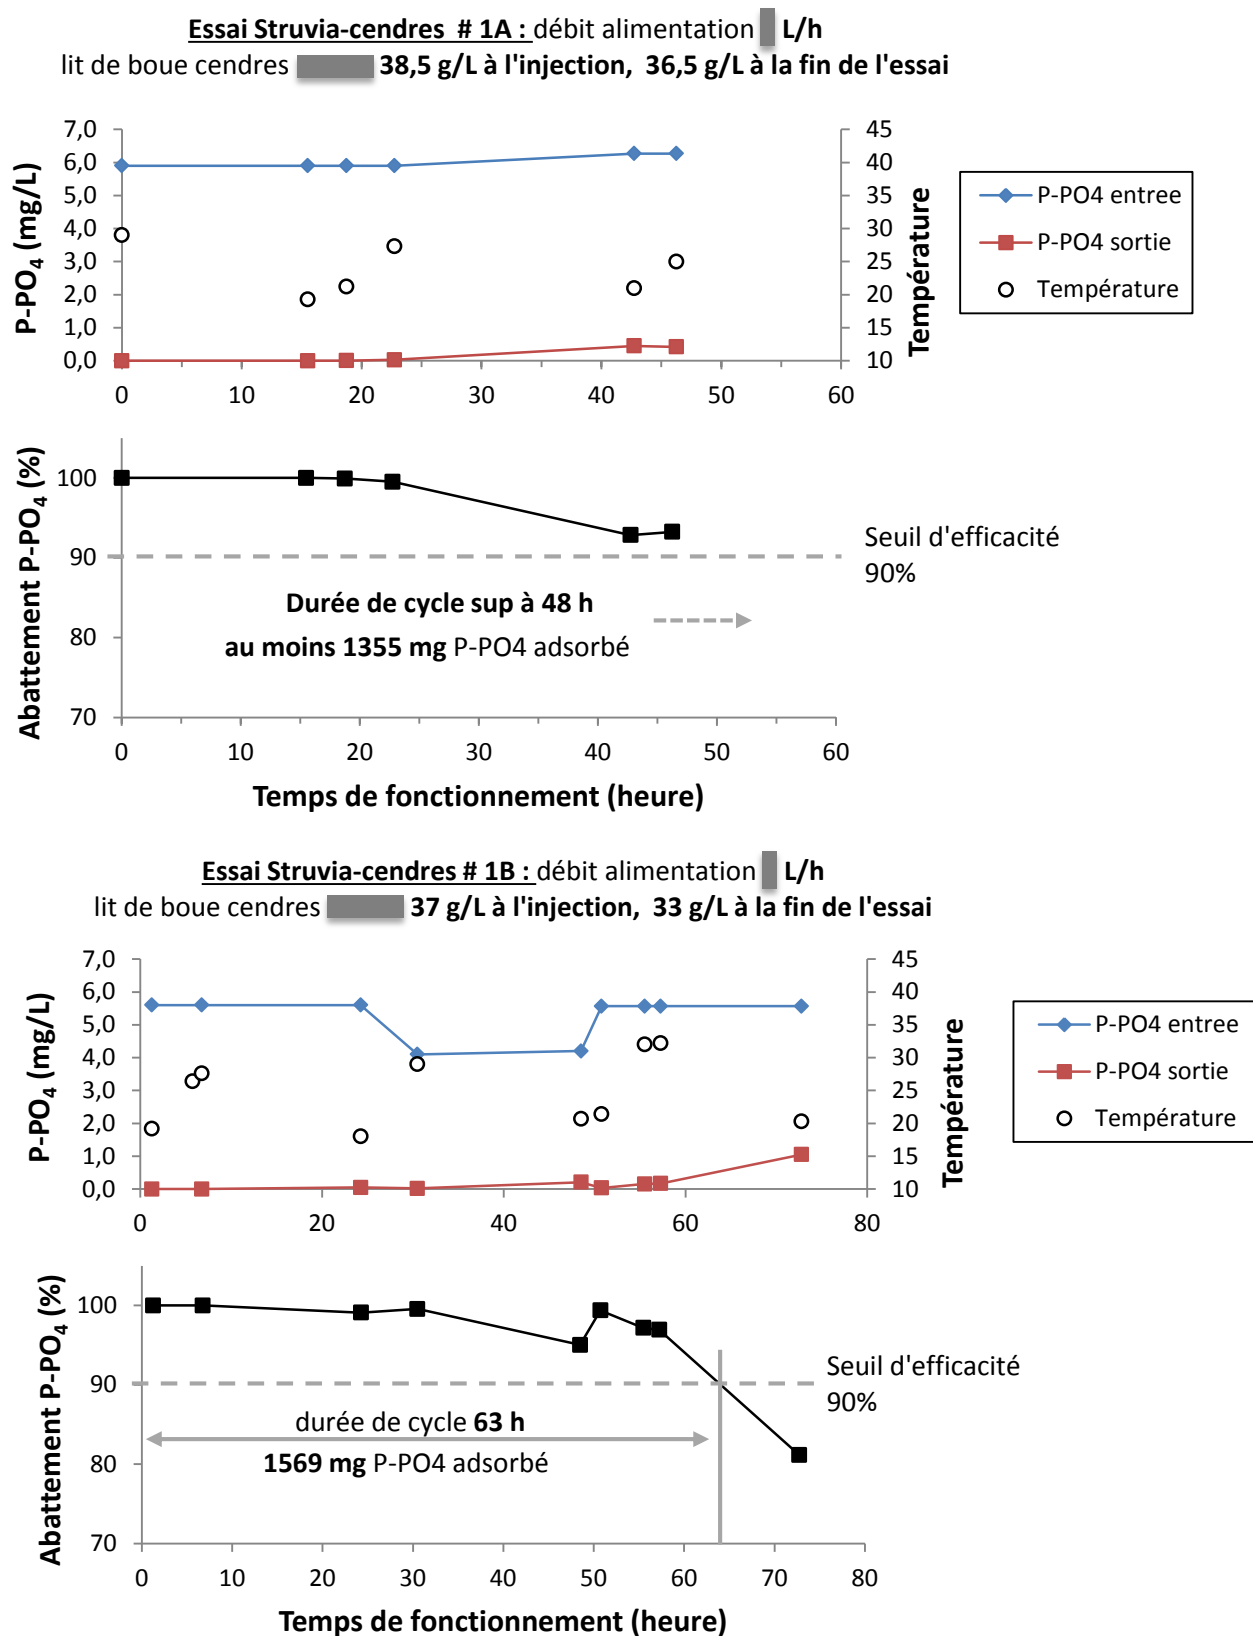 Essai Struvia-cendres # 1A : débit alimentation L/h
lit de boue cendres 38,5 g/L à l'injection, 36,5 g/L à la fin de l'essai
7,0
6,0
5,0
4,0
3,0
2,0
1,0
0,0
P-PO4 (mg/L)
45
40
35
30
25
20
15
10
Température
0 10 20 30 40 50 60
P-PO4 entree
P-PO4 sortie
Température
Abattement P-PO4 (%)
100
90
80
70
Seuil d'efficacité
90%
Durée de cycle sup à 48 h
au moins 1355 mg P-PO4 adsorbé
0 10 20 30 40 50 60
Temps de fonctionnement (heure)
Essai Struvia-cendres # 1B : débit alimentation L/h
lit de boue cendres 37 g/L à l'injection, 33 g/L à la fin de l'essai
7,0
6,0
5,0
4,0
3,0
2,0
1,0
0,0
P-PO4 (mg/L)
45
40
35
30
25
20
15
10
Température
0 20 40 60 80
P-PO4 entree
P-PO4 sortie
Température
Abattement P-PO4 (%)
100
90
80
70
Seuil d'efficacité
90%
durée de cycle 63 h
1569 mg P-PO4 adsorbé
0 10 20 30 40 50 60 70 80
Temps de fonctionnement (heure)